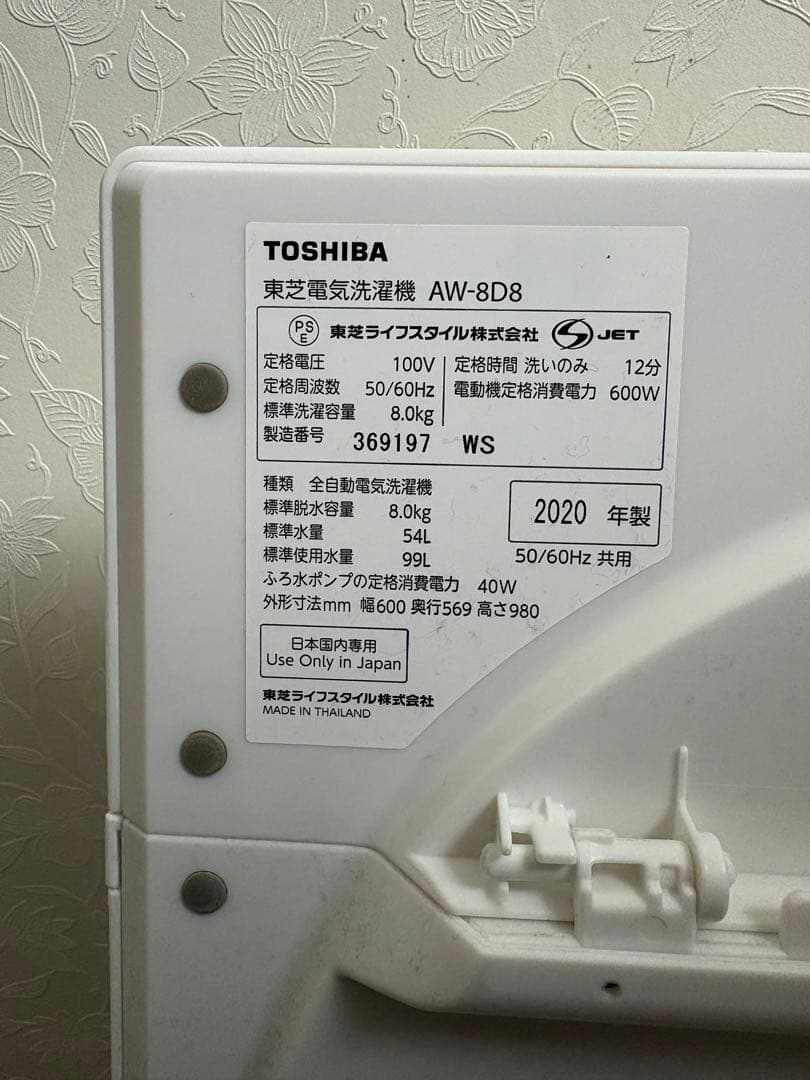 TOSHIBA
東芝電気洗濯機 AW-8D8
PSE 東芝ライフスタイル株式会社 JET
定格電圧 100V
定格周波数 50/60Hz
標準洗濯容量 8.0kg
製造番号 369197 WS
定格時間 洗いのみ 12分
電動機定格消費電力 600W
種類 全自動電気洗濯機
標準脱水容量 8.0kg
標準水量 54L
標準使用水量 99L
2020 年製
50/60Hz 共用
ふろ水ポンプの定格消費電力 40W
外形寸法mm 幅600 奥行569 高さ980
日本国内専用
Use Only in Japan
東芝ライフスタイル株式会社
MADE IN THAILAND